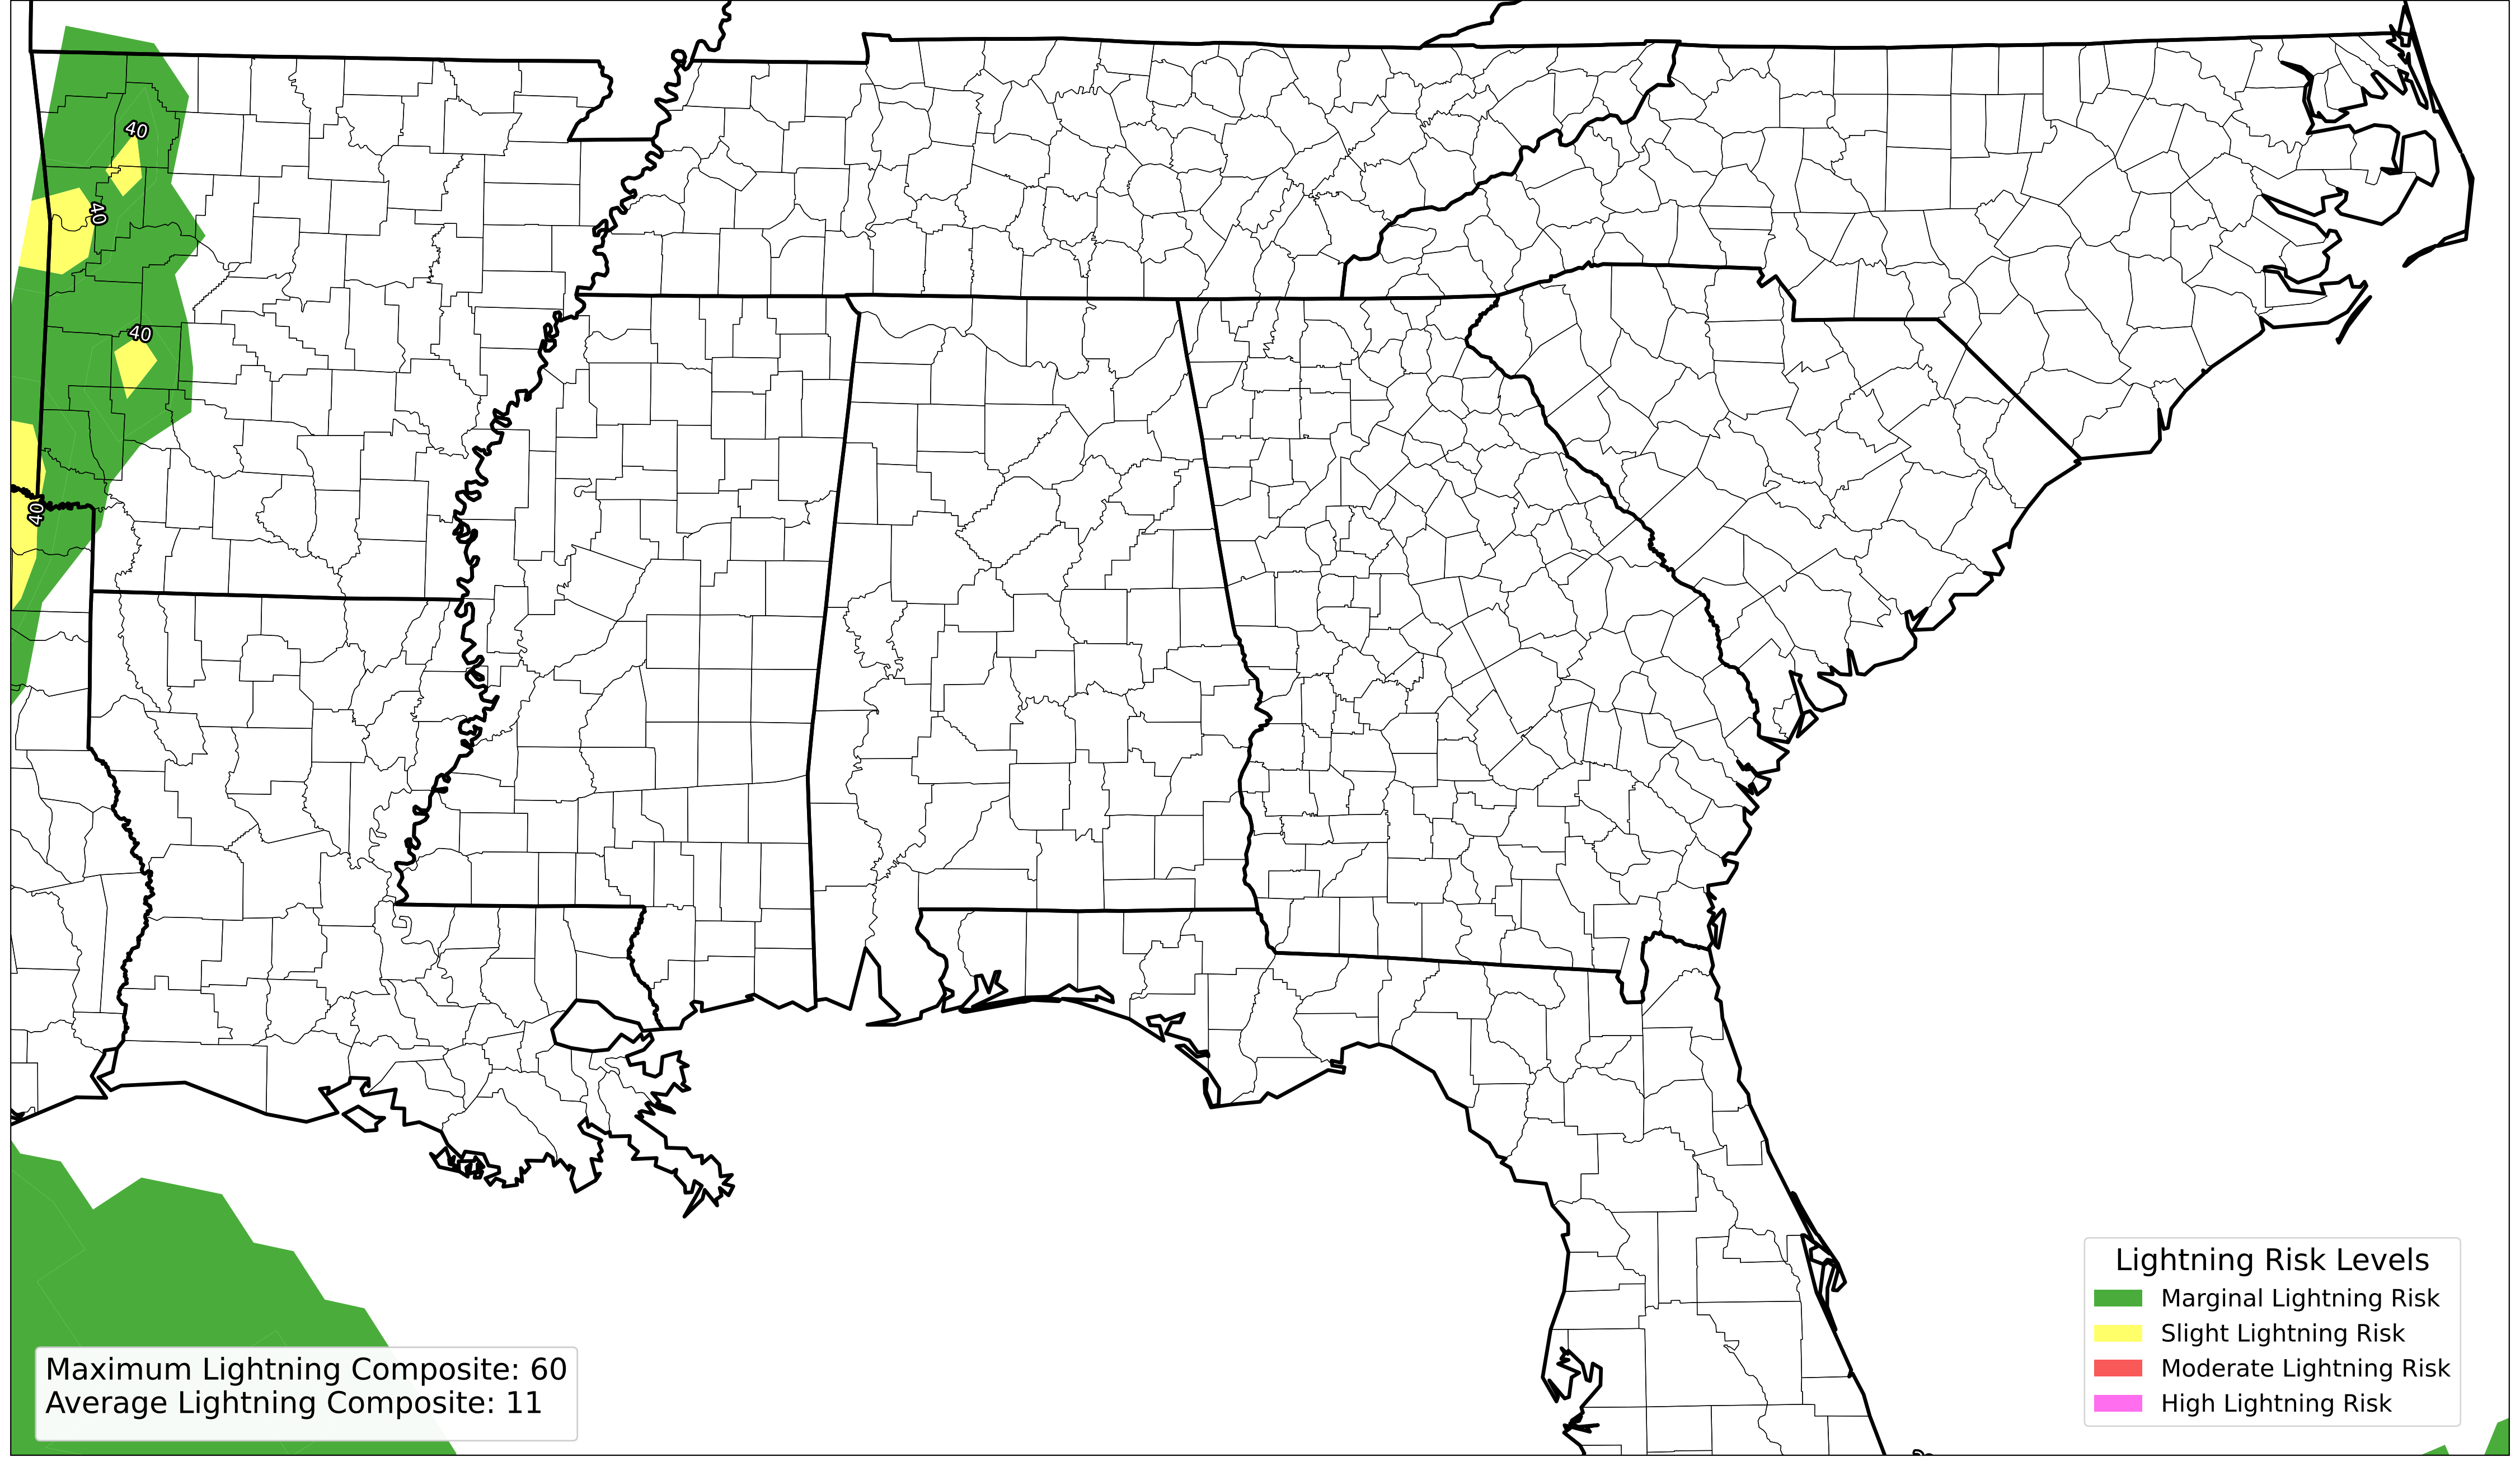 40
40
40
40
Maximum Lightning Composite: 60
Average Lightning Composite: 11
Lightning Risk Levels
Marginal Lightning Risk
Slight Lightning Risk
Moderate Lightning Risk
High Lightning Risk